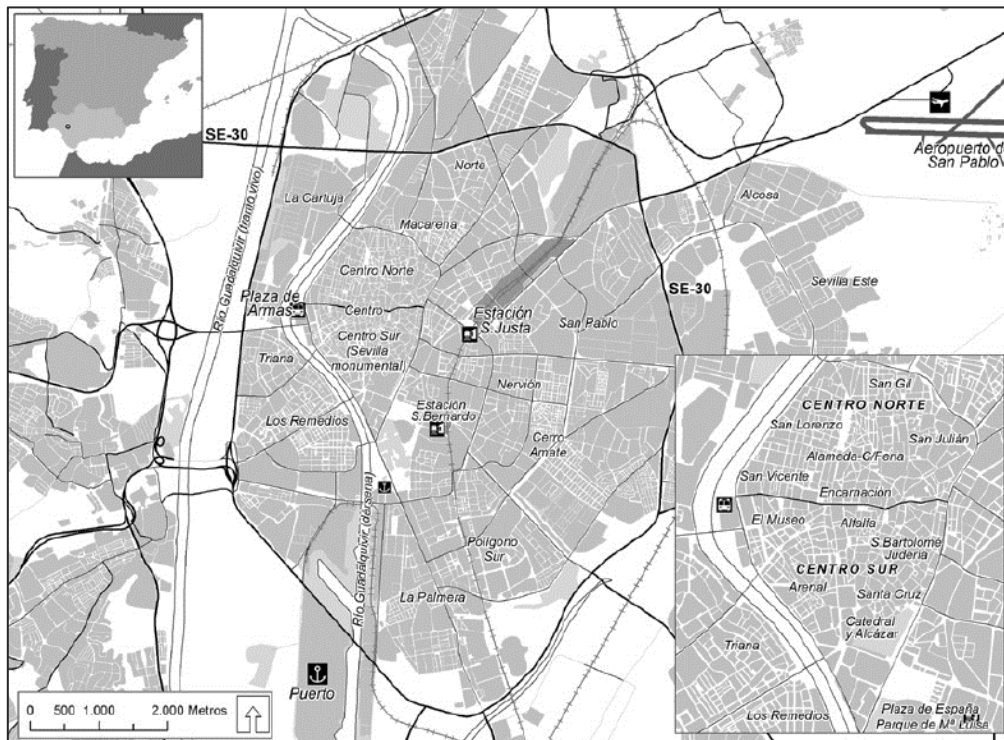 SE-30
Aeropuerto de
San Pablo
Norte
La Cartuja
Alcosa
Macarena
Río Guadalquivir (tramo vivo)
Centro Norte
Sevilla Este
SE-30
Plaza de
Armas
Centro
Estación
S. Justa
San Pablo
Triana
Centro Sur
(Sevilla
monumental)
Nervión
Estación
S.Bernardo
Los Remedios
Cerro
Amate
Río Guadalquivir (dársena)
Polígono
Sur
La Palmera
Puerto
0 500 1.000 2.000 Metros
San Gil
CENTRO NORTE
San Lorenzo
San Julián
Alameda-C/Feria
San Vicente
Encarnación
El Museo
Alfalfa
S.Bartolomé
Judería
CENTRO SUR
Arenal
Santa Cruz
Catedral
y Alcázar
Triana
Los Remedios
Plaza de España
Parque de Mª Luisa